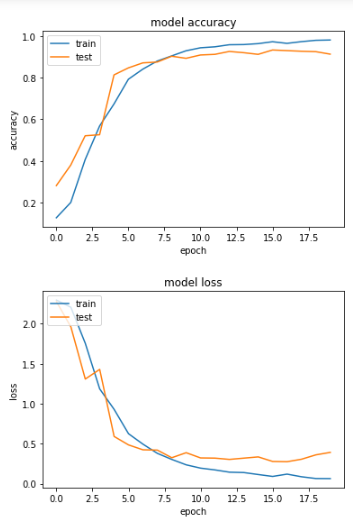 model accuracy
1.0
0.8
0.6
0.4
0.2
accuracy
train
test
0.0 2.5 5.0 7.5 10.0 12.5 15.0 17.5
epoch
model loss
2.0
1.5
1.0
0.5
0.0
loss
train
test
0.0 2.5 5.0 7.5 10.0 12.5 15.0 17.5
epoch